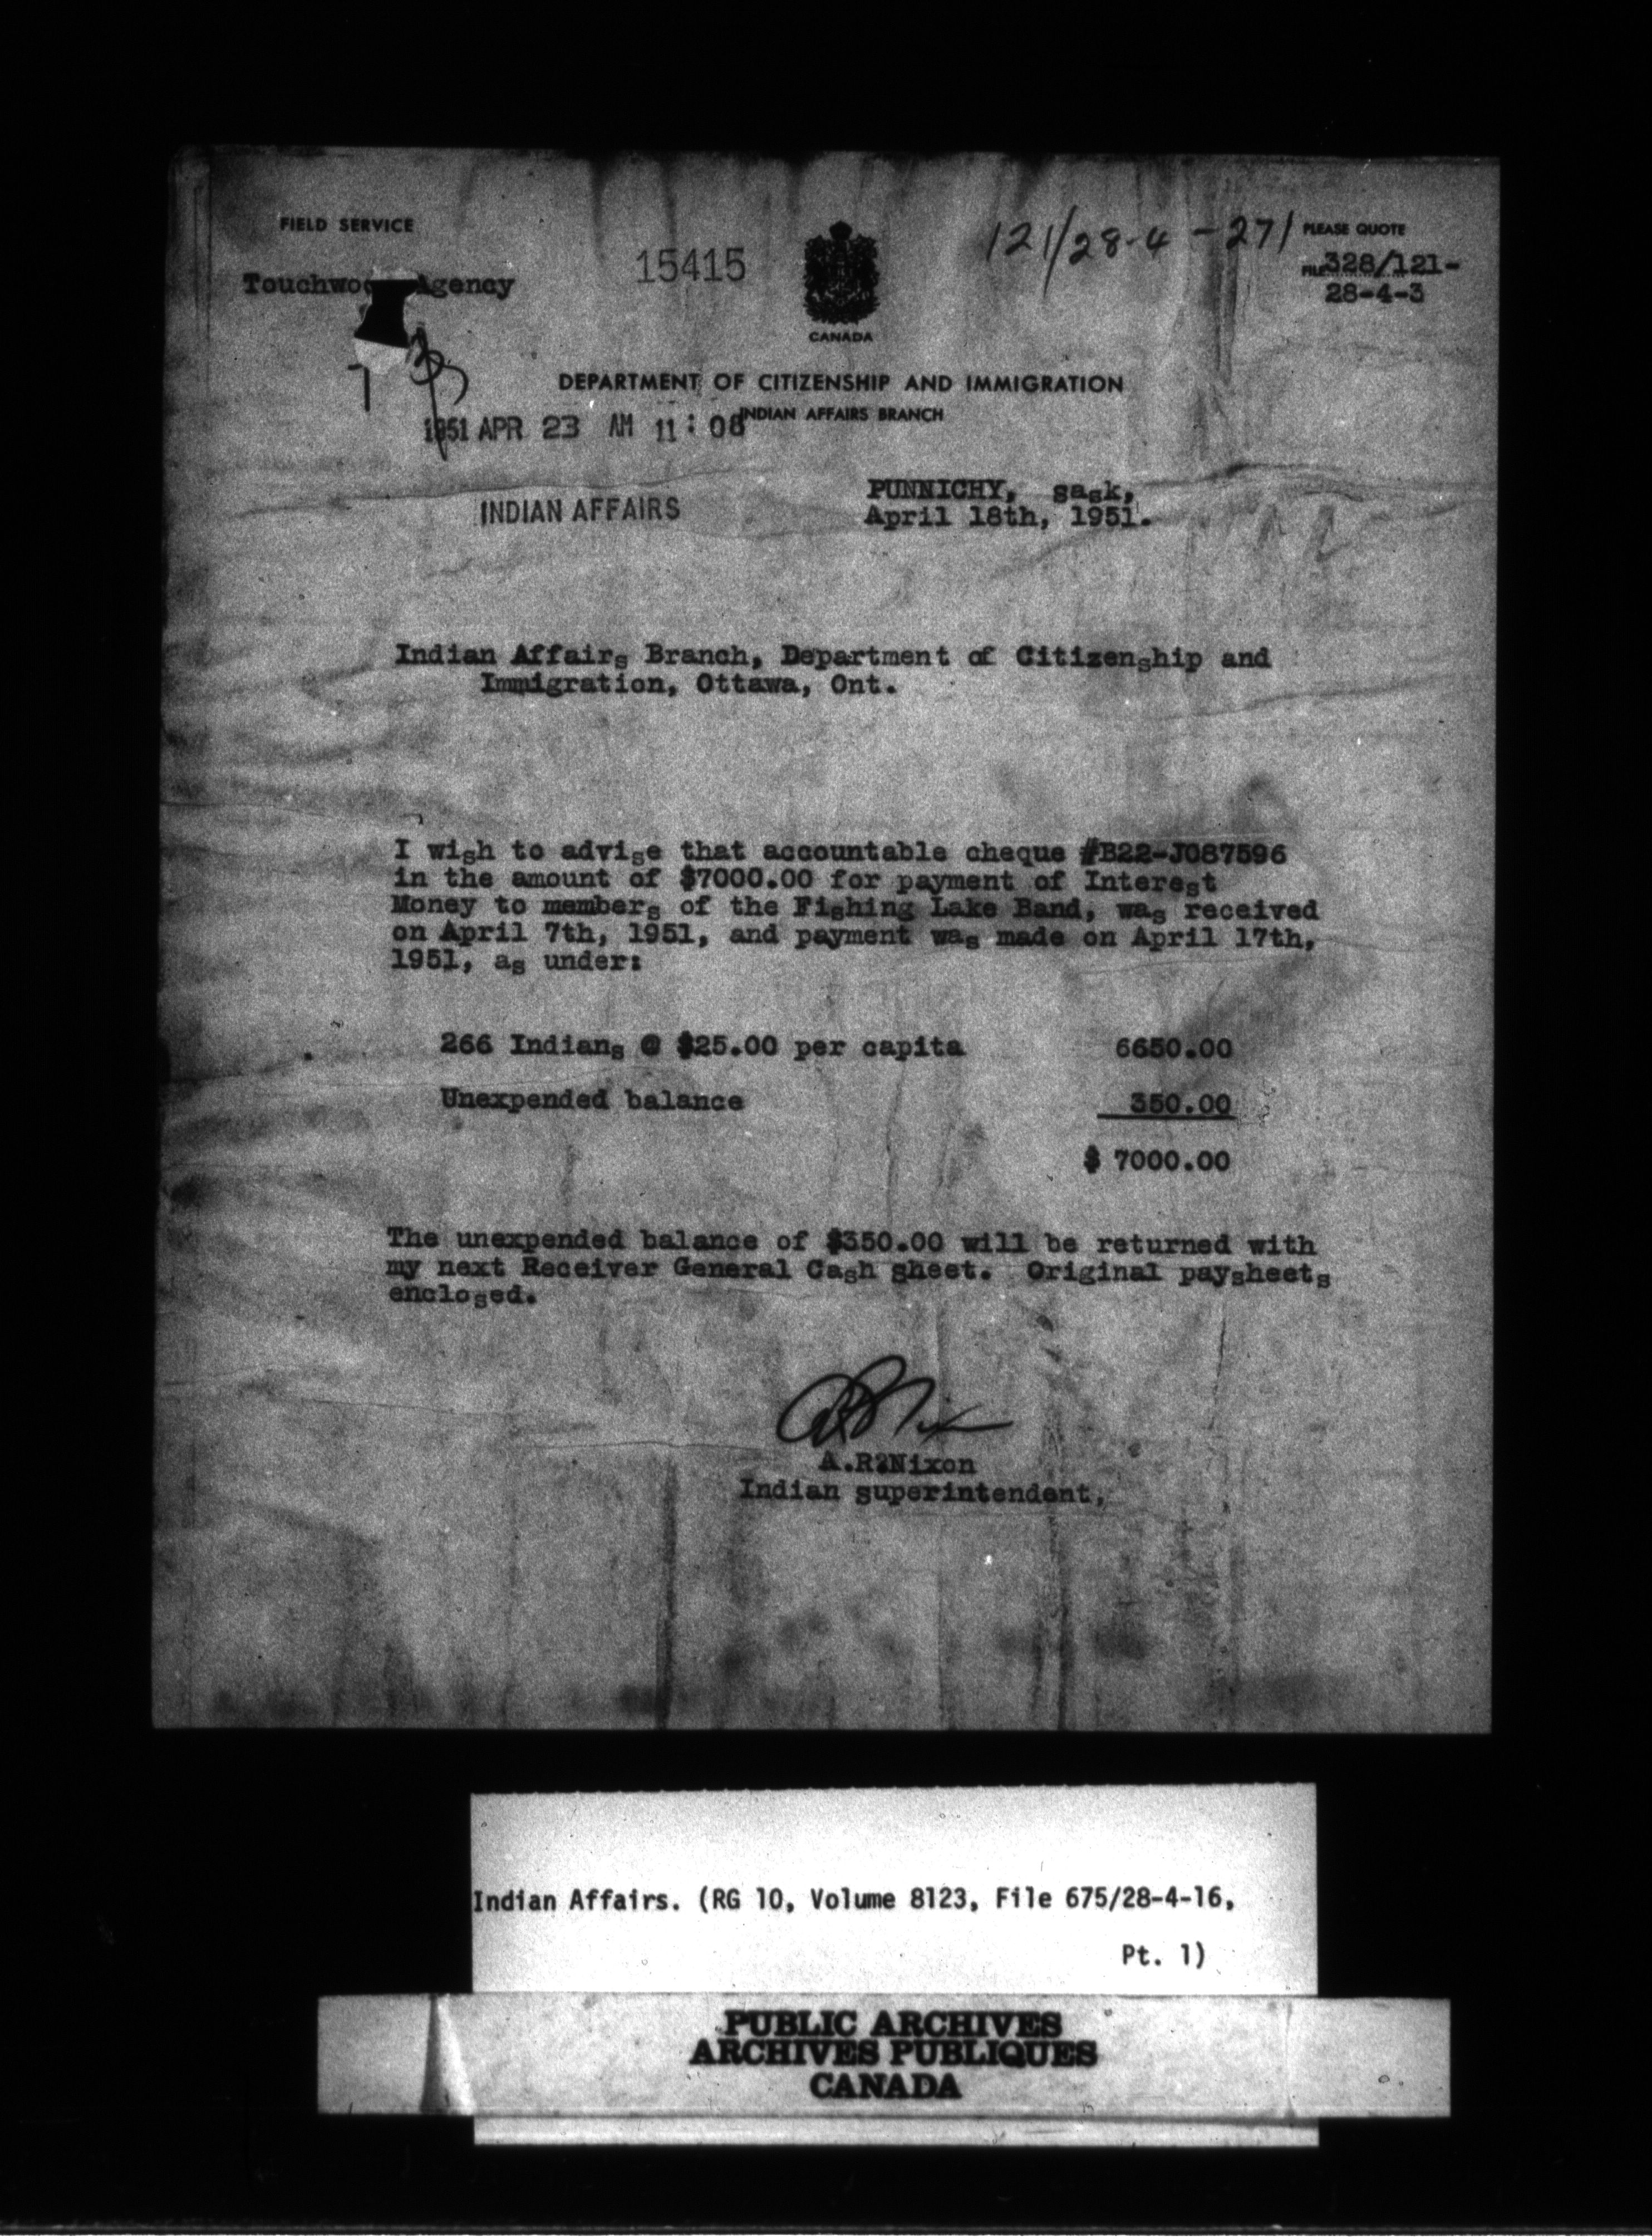 FIELD SERVICE
Touchwood Agency
15415
CANADA
121/28-4-271
PLEASE QUOTE
FILE 328/121-
28-4-3
DEPARTMENT OF CITIZENSHIP AND IMMIGRATION
INDIAN AFFAIRS BRANCH
1951 APR 23 AM 11:08
INDIAN AFFAIRS
PUNNICHY, Sask,
April 18th, 1951.
Indian Affairs Branch, Department of Citizenship and
Immigration, Ottawa, Ont.
I wish to advise that accountable cheque #B22-J087596
in the amount of $7000.00 for payment of Interest
Money to members of the Fishing Lake Band, was received
on April 7th, 1951, and payment was made on April 17th,
1951, as under:
266 Indians @ $25.00 per capita 6650.00
Unexpended balance 350.00
$ 7000.00
The unexpended balance of $350.00 will be returned with
my next Receiver General Cash sheet. Original paysheets
enclosed.
A.R?Nixon
Indian superintendent,
Indian Affairs. (RG 10, Volume 8123, File 675/28-4-16,
Pt. 1)
PUBLIC ARCHIVES
ARCHIVES PUBLIQUES
CANADA